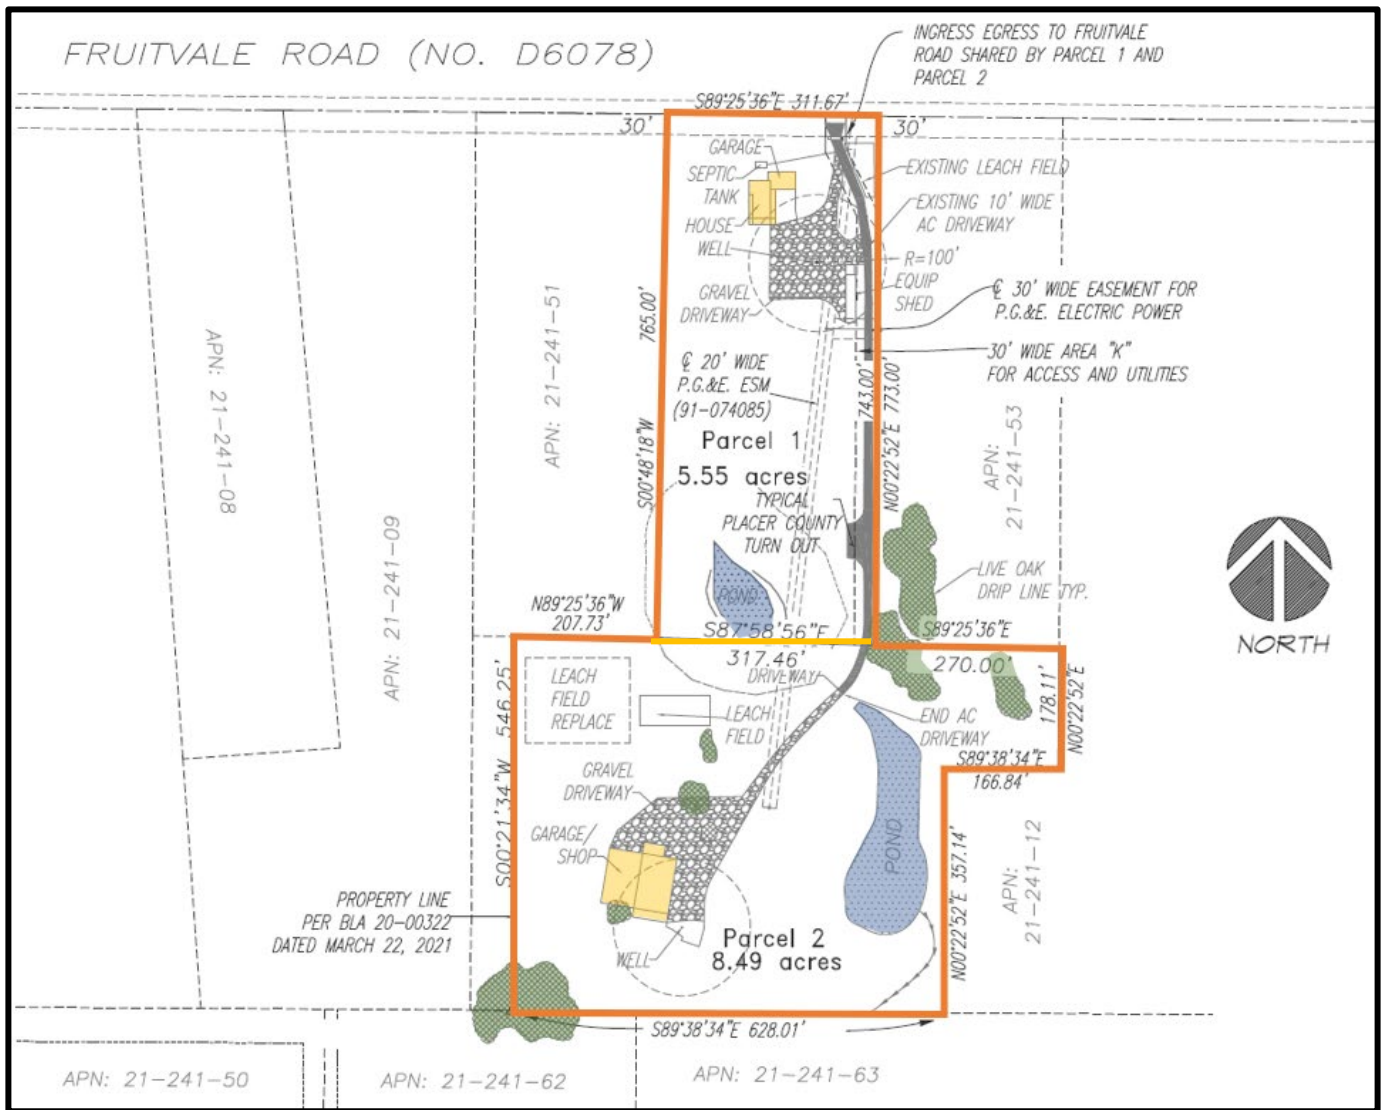 FRUITVALE ROAD (NO. D6078)
INGRESS EGRESS TO FRUITVALE
ROAD SHARED BY PARCEL 1 AND
PARCEL 2
S89°25'36"E 311.67'
30'
30'
GARAGE
SEPTIC
TANK
HOUSE
WELL
GRAVEL
DRIVEWAY
EXISTING LEACH FIELD
EXISTING 10' WIDE
AC DRIVEWAY
R=100'
EQUIP
SHED
℄ 30' WIDE EASEMENT FOR
P.G.&E. ELECTRIC POWER
30' WIDE AREA "K"
FOR ACCESS AND UTILITIES
765.00'
S00°48'18"W
℄ 20' WIDE
P.G.&E. ESM
(91-074085)
743.00'
N00°22'52"E 773.00'
Parcel 1
5.55 acres
TYPICAL
PLACER COUNTY
TURN OUT
APN: 21-241-08
APN: 21-241-09
APN: 21-241-51
APN:
21-241-53
LIVE OAK
DRIP LINE TYP.
NORTH
POND
N89°25'36"W
207.73'
S87°58'56"E
317.46'
S89°25'36"E
270.00'
178.11'
N00°22'52"E
DRIVEWAY
END AC
DRIVEWAY
LEACH
FIELD
REPLACE
LEACH
FIELD
S00°21'34"W 546.25'
GRAVEL
DRIVEWAY
GARAGE/
SHOP
S89°38'34"E
166.84'
POND
N00°22'52"E 357.14'
APN:
21-241-12
PROPERTY LINE
PER BLA 20-00322
DATED MARCH 22, 2021
WELL
Parcel 2
8.49 acres
S89°38'34"E 628.01'
APN: 21-241-50
APN: 21-241-62
APN: 21-241-63